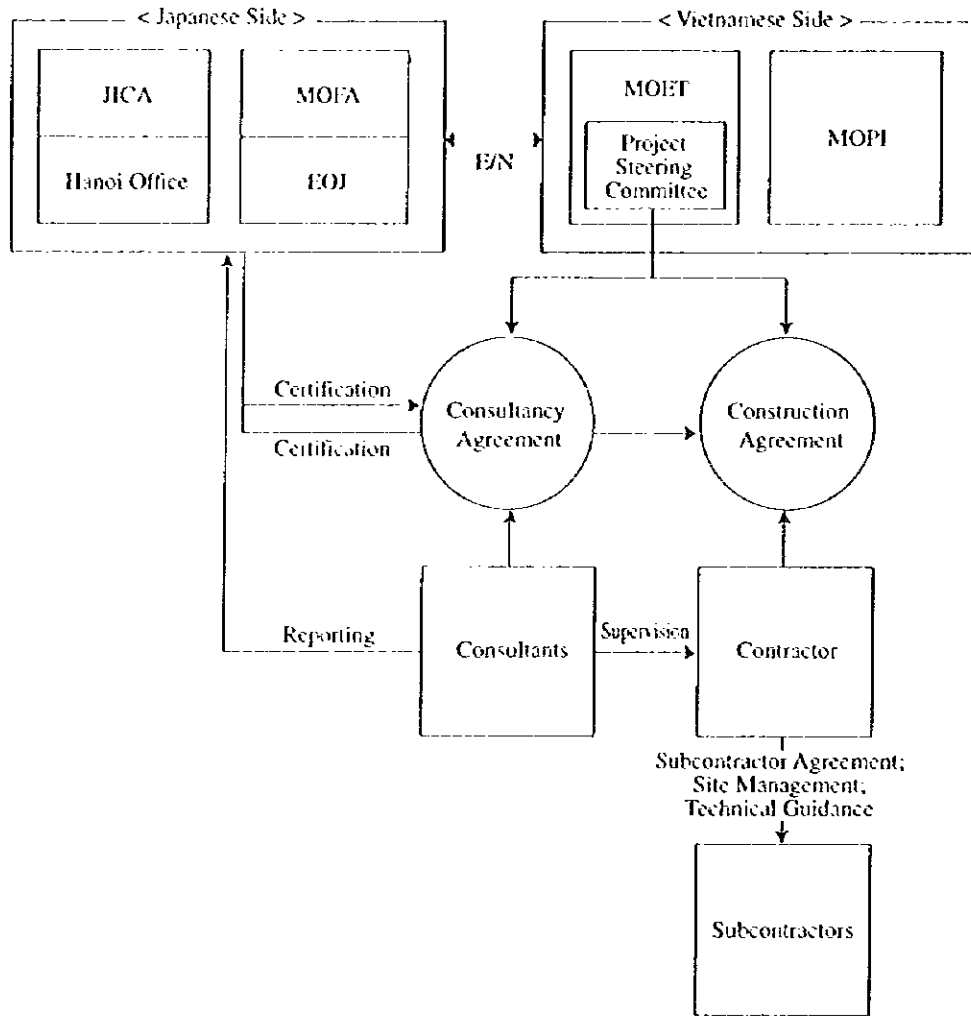 < Japanese Side >
< Vietnamese Side >
JICA
MOFA
Hanoi Office
EOJ
E/N
MOET
Project
Steering
Committee
MOPI
Certification
Certification
Consultancy
Agreement
Construction
Agreement
Reporting
Consultants
Supervision
Contractor
Subcontractor Agreement;
Site Management;
Technical Guidance
Subcontractors